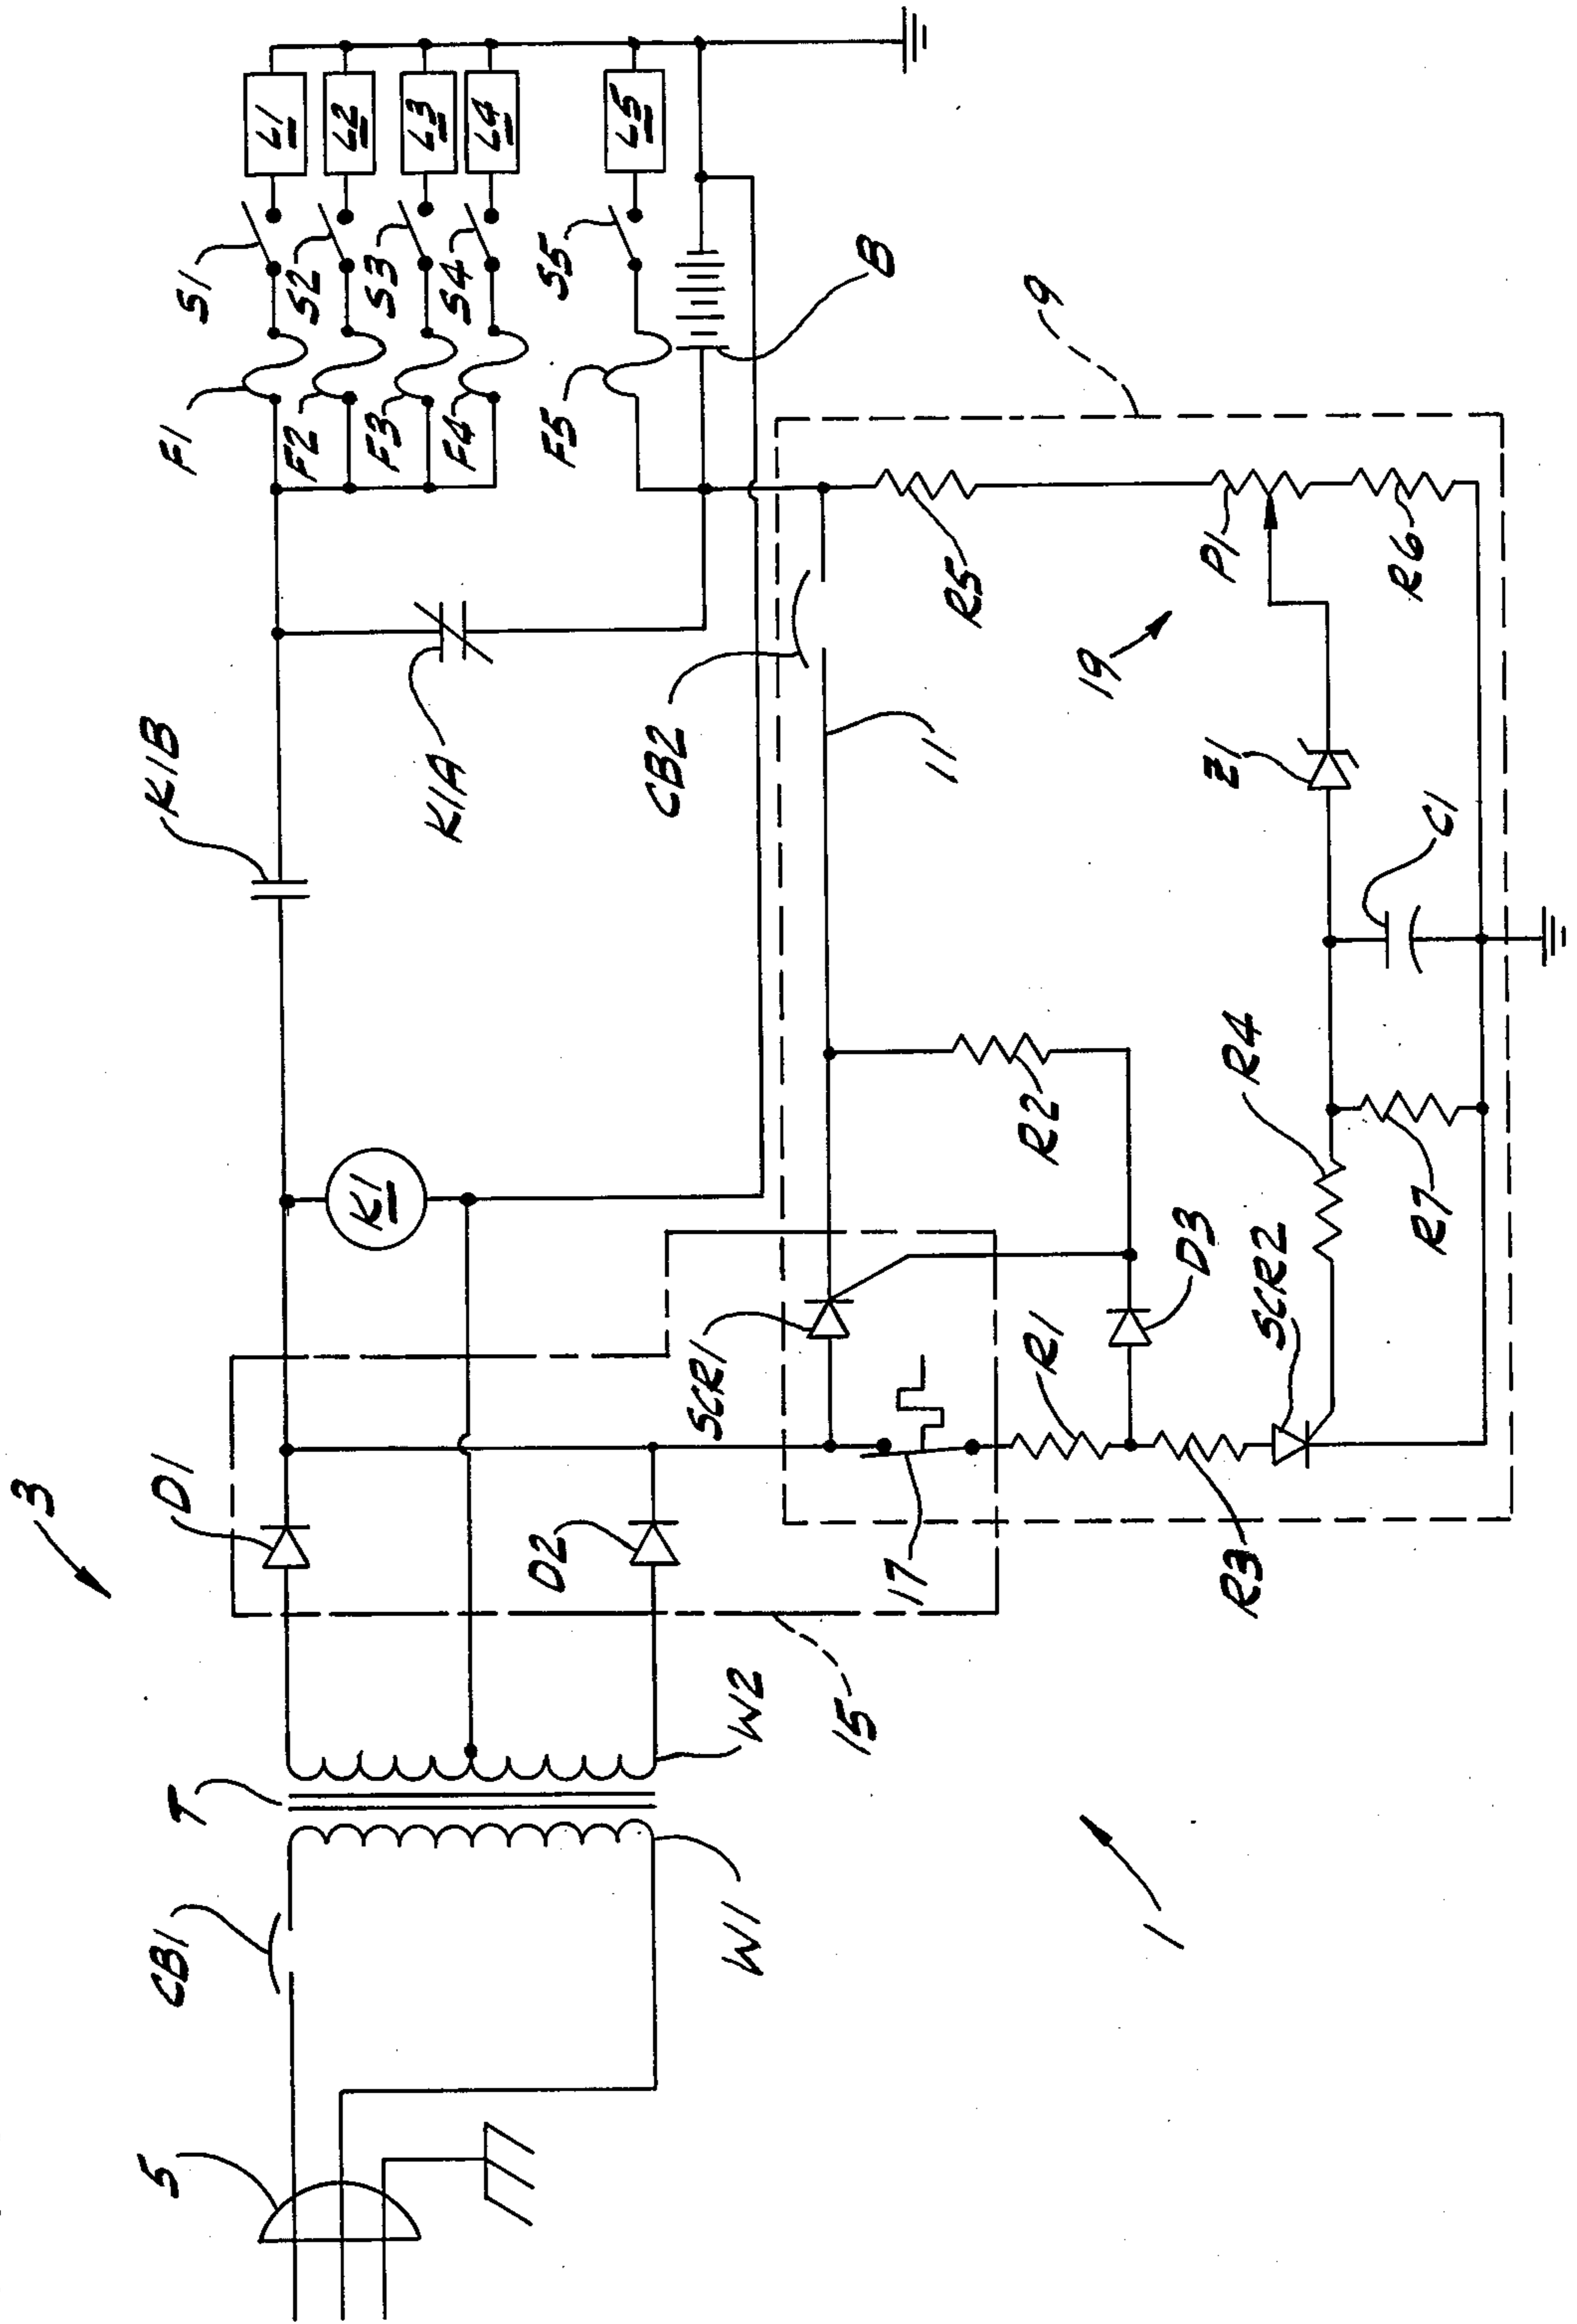 3
1
5
CB1
T
W1
W2
D1
D2
15
K1
K1B
K1A
SCR1
17
R1
D3
R2
R3
SCR2
R4
R7
C1
Z1
19
P1
R5
R6
11
CB2
9
B
F1
F2
F3
F4
F5
S1
S2
S3
S4
S5
L1
L2
L3
L4
L5